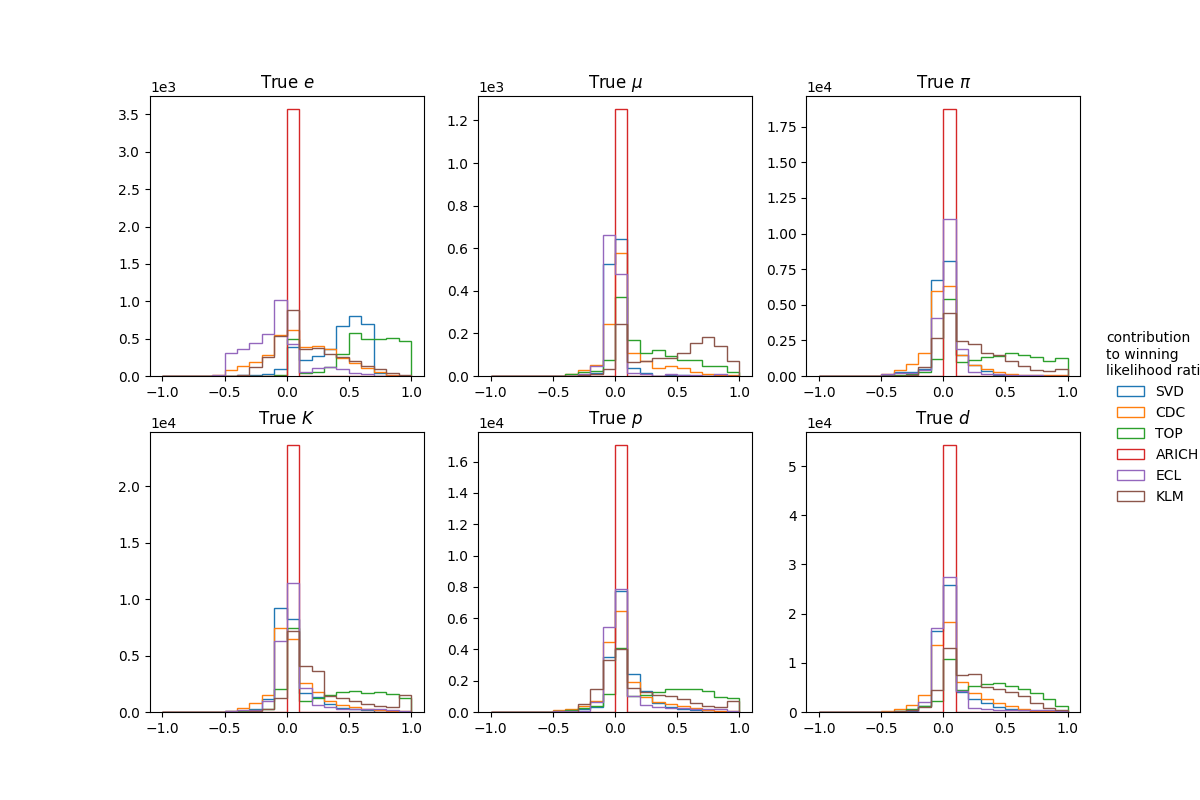 True e
True μ
True π
1e3
1e3
1e4
3.5
3.0
2.5
2.0
1.5
1.0
0.5
0.0
1.2
1.0
0.8
0.6
0.4
0.2
0.0
1.75
1.50
1.25
1.00
0.75
0.50
0.25
0.00
−1.0 −0.5 0.0 0.5 1.0
−1.0 −0.5 0.0 0.5 1.0
−1.0 −0.5 0.0 0.5 1.0
True K
True p
True d
1e4
1e4
1e4
2.0
1.5
1.0
0.5
0.0
1.6
1.4
1.2
1.0
0.8
0.6
0.4
0.2
0.0
5
4
3
2
1
0
−1.0 −0.5 0.0 0.5 1.0
−1.0 −0.5 0.0 0.5 1.0
−1.0 −0.5 0.0 0.5 1.0
contribution
to winning
likelihood rati
SVD
CDC
TOP
ARICH
ECL
KLM